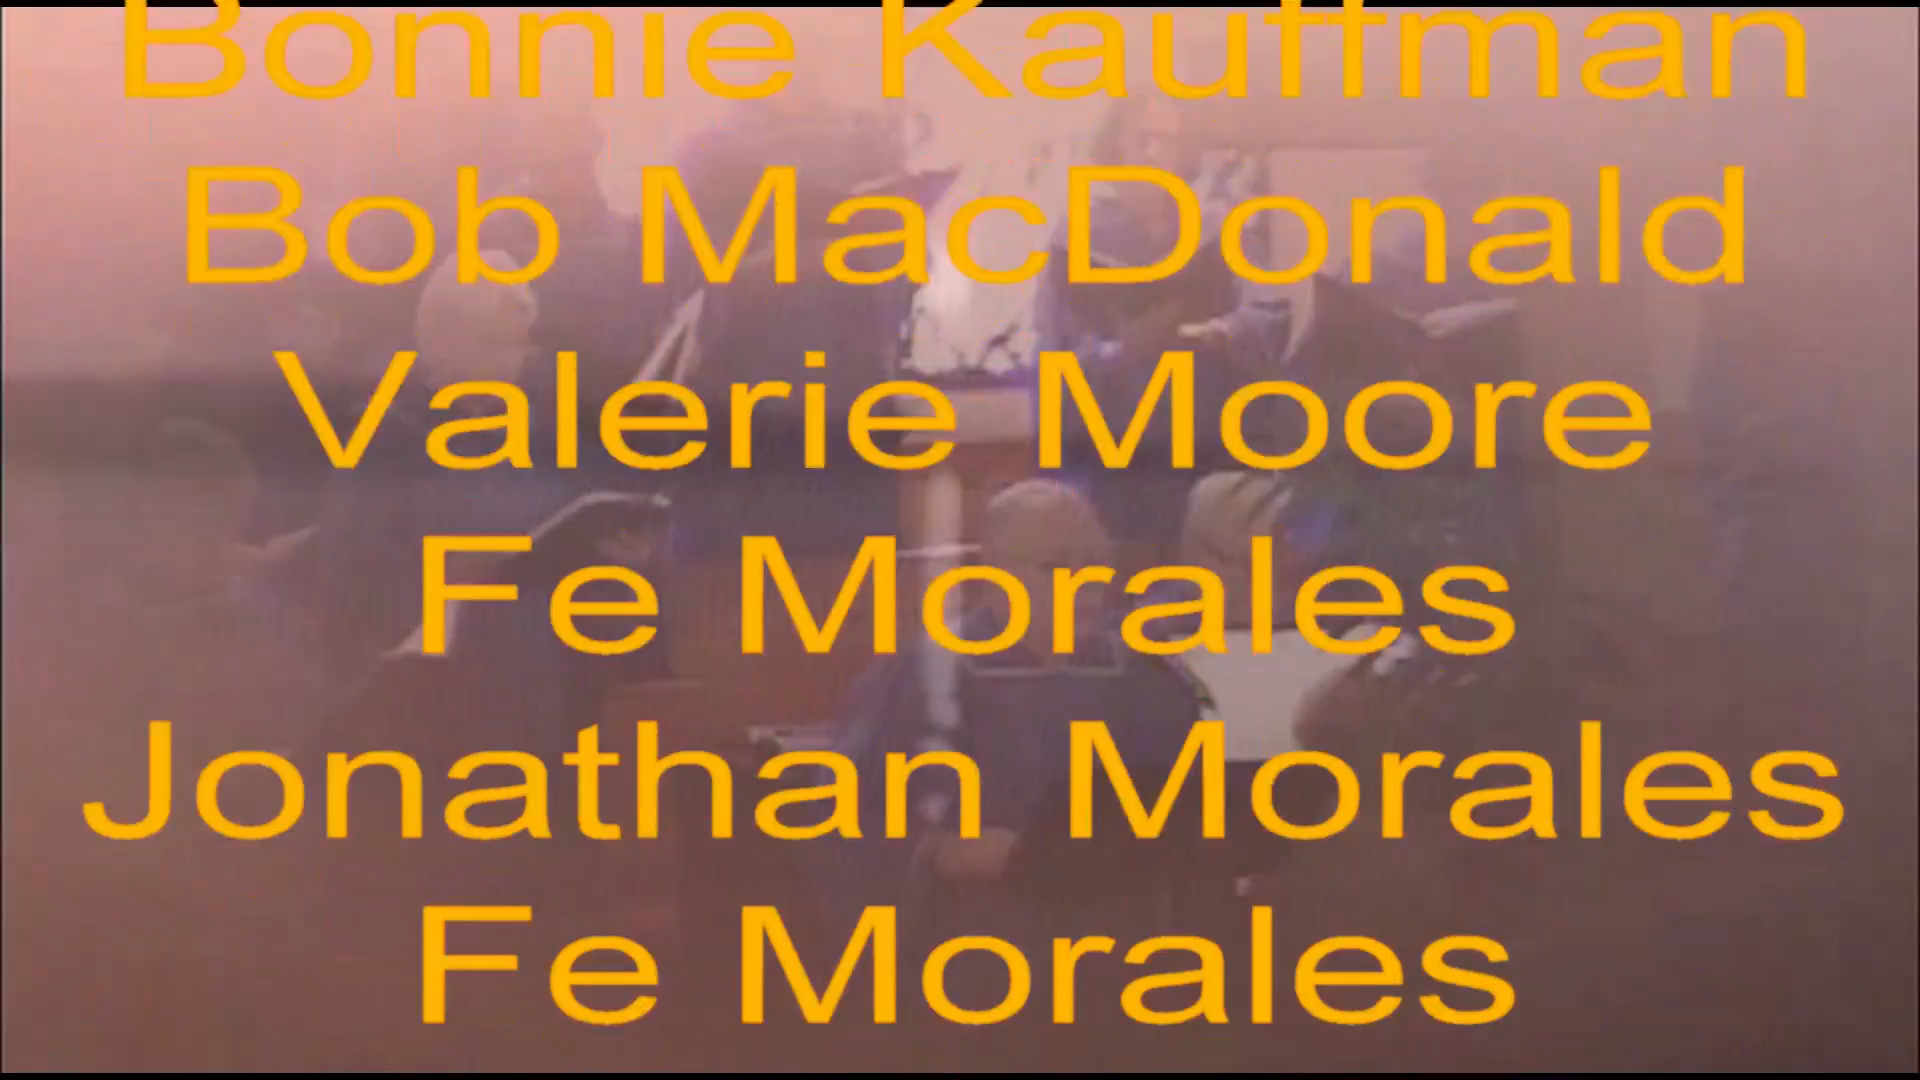 Bonnie Kauffman
Bob MacDonald
Valerie Moore
Fe Morales
Jonathan Morales
Fe Morales